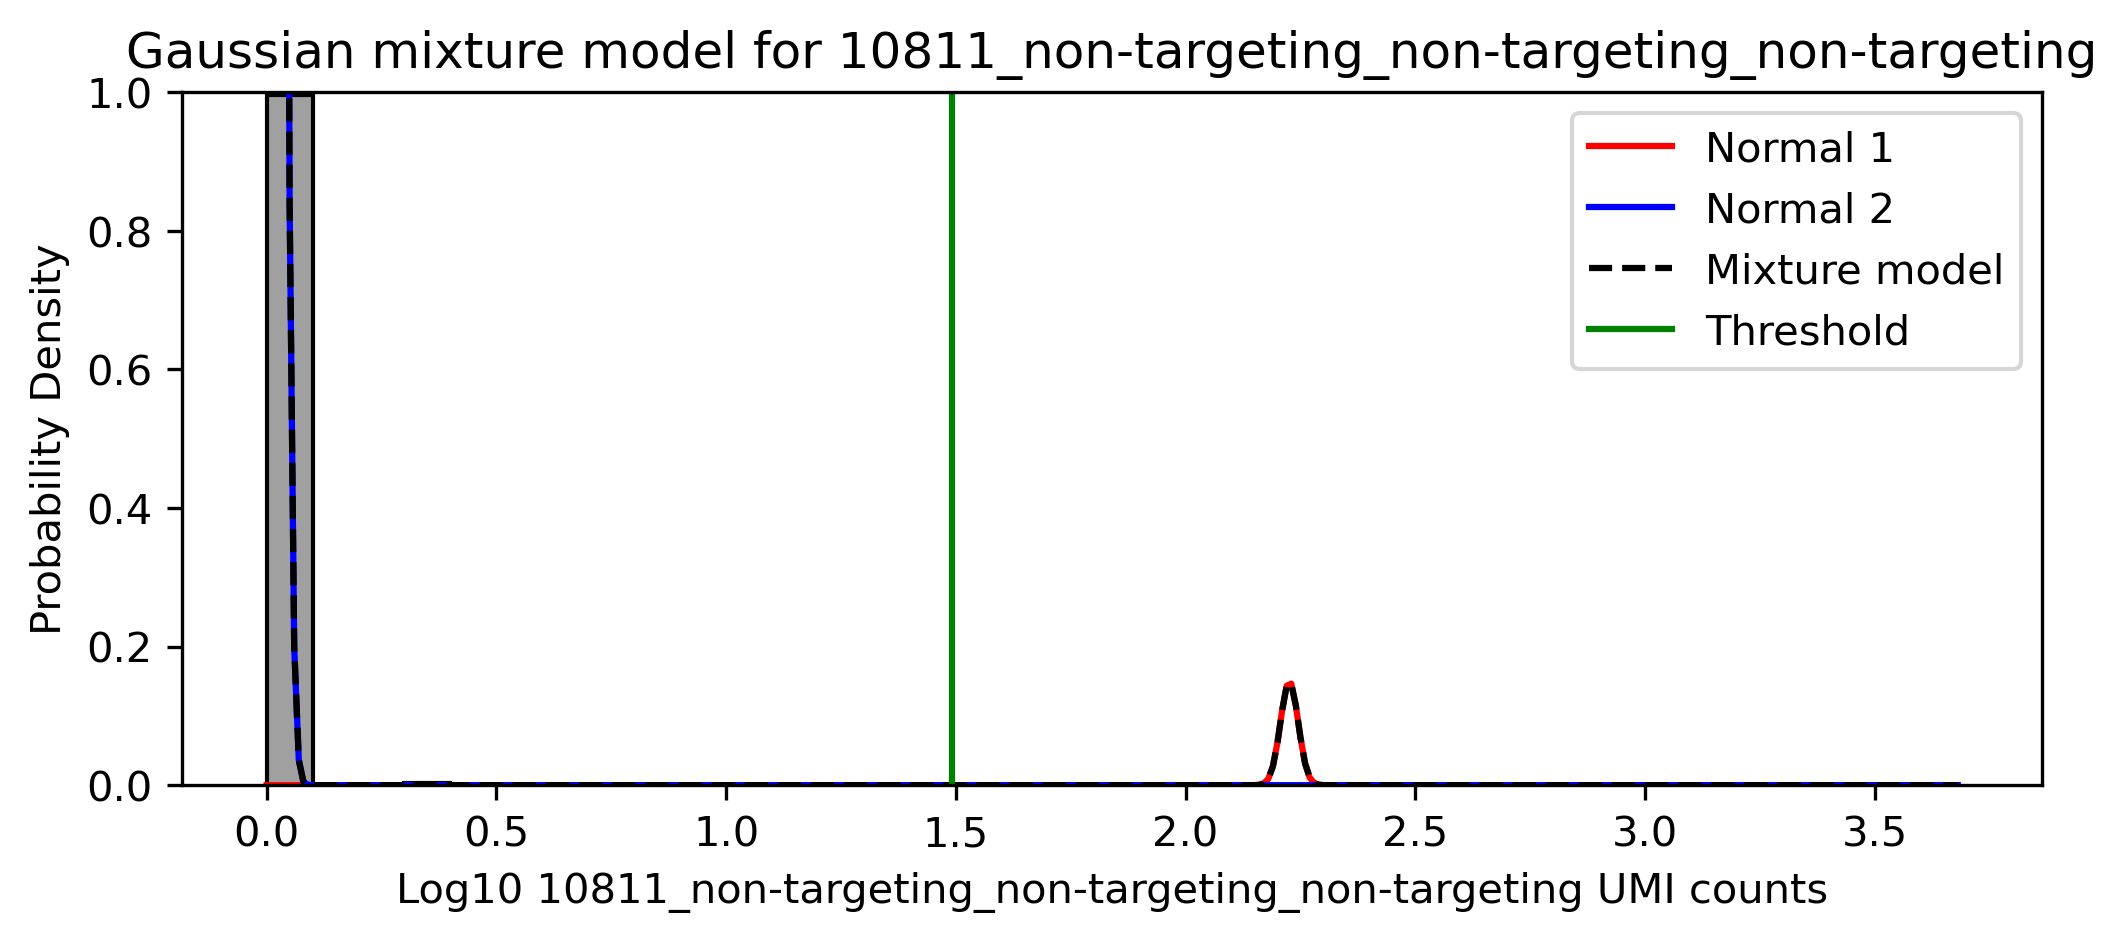 Gaussian mixture model for 10811_non-targeting_non-targeting_non-targeting
1.0
0.8
0.6
0.4
0.2
0.0
Probability Density
Normal 1
Normal 2
Mixture model
Threshold
0.0 0.5 1.0 1.5 2.0 2.5 3.0 3.5
Log10 10811_non-targeting_non-targeting_non-targeting UMI counts